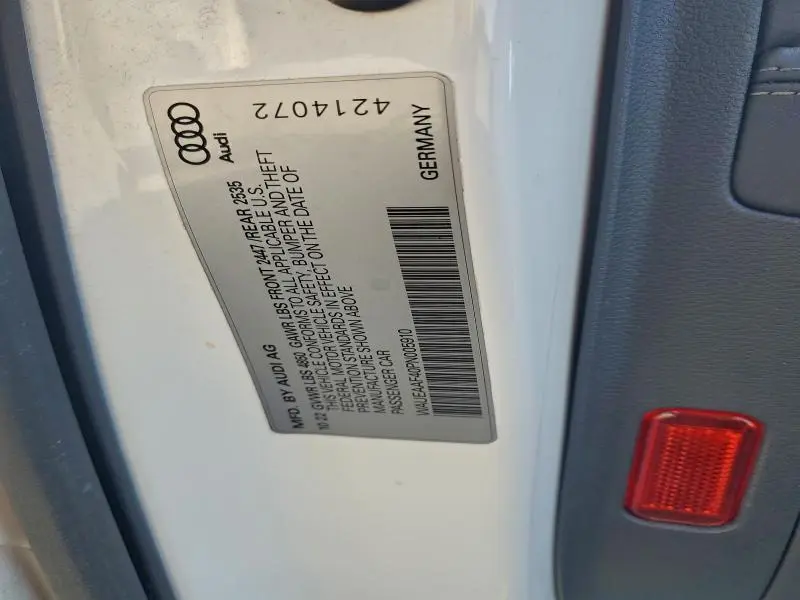 Audi
4214072
MFD. BY AUDI AG
GERMANY
10 22 GVWR LBS 4850 GAWR LBS FRONT 2447 /REAR 2535
THIS VEHICLE CONFORMS TO ALL APPLICABLE U.S.
FEDERAL MOTOR VEHICLE SAFETY, BUMPER AND THEFT
PREVENTION STANDARDS IN EFFECT ON THE DATE OF
MANUFACTURE SHOWN ABOVE
PASSENGER CAR
WAUEAAF40PN005910